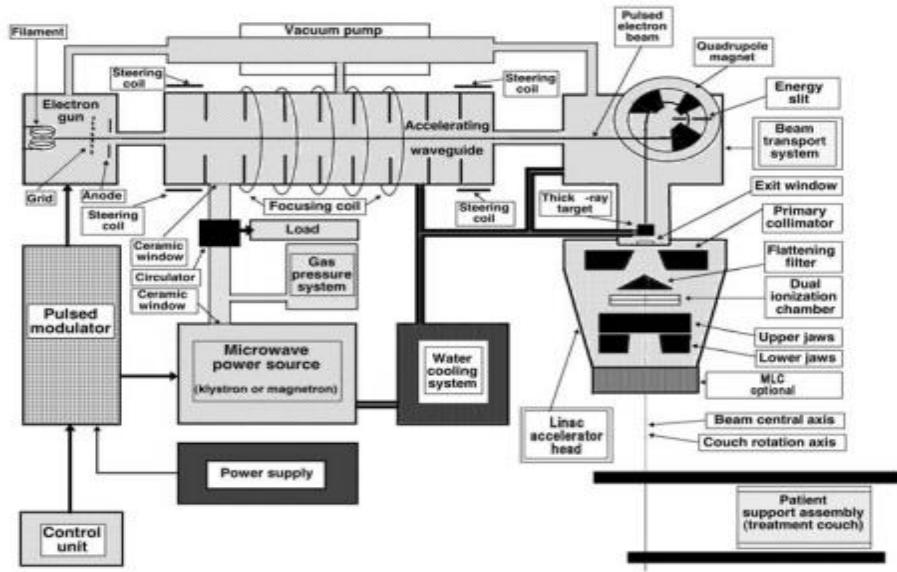 Filament
Vacuum pump
Pulsed
electron
beam
Quadrupole
magnet
Steering
coil
Steering
coil
Energy
slit
Electron
gun
Accelerating
waveguide
Beam
transport
system
Grid
Anode
Steering
coil
Focusing coil
Steering
coil
Thick -ray
target
Exit window
Primary
collimator
Ceramic
window
Load
Circulator
Gas
pressure
system
Flattening
filter
Ceramic
window
Dual
ionization
chamber
Pulsed
modulator
Microwave
power source
(klystron or magnetron)
Water
cooling
system
Upper jaws
Lower jaws
MLC
optional
Linac
accelerator
head
Beam central axis
Couch rotation axis
Power supply
Control
unit
Patient
support assembly
(treatment couch)